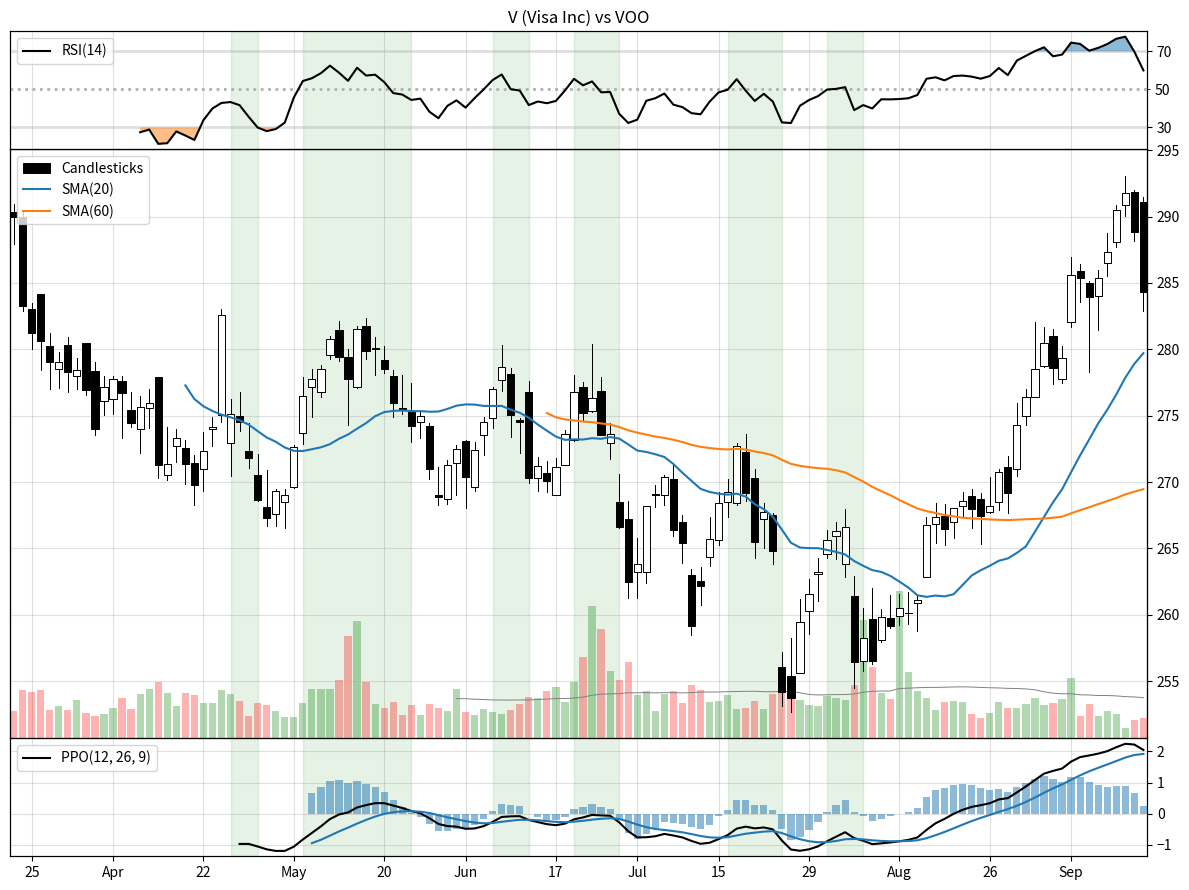 V (Visa Inc) vs VOO
RSI(14)
70
50
30
Candlesticks
SMA(20)
SMA(60)
295
290
285
280
275
270
265
260
255
PPO(12, 26, 9)
2
1
0
−1
25 Apr 22 May 20 Jun 17 Jul 15 29 Aug 26 Sep